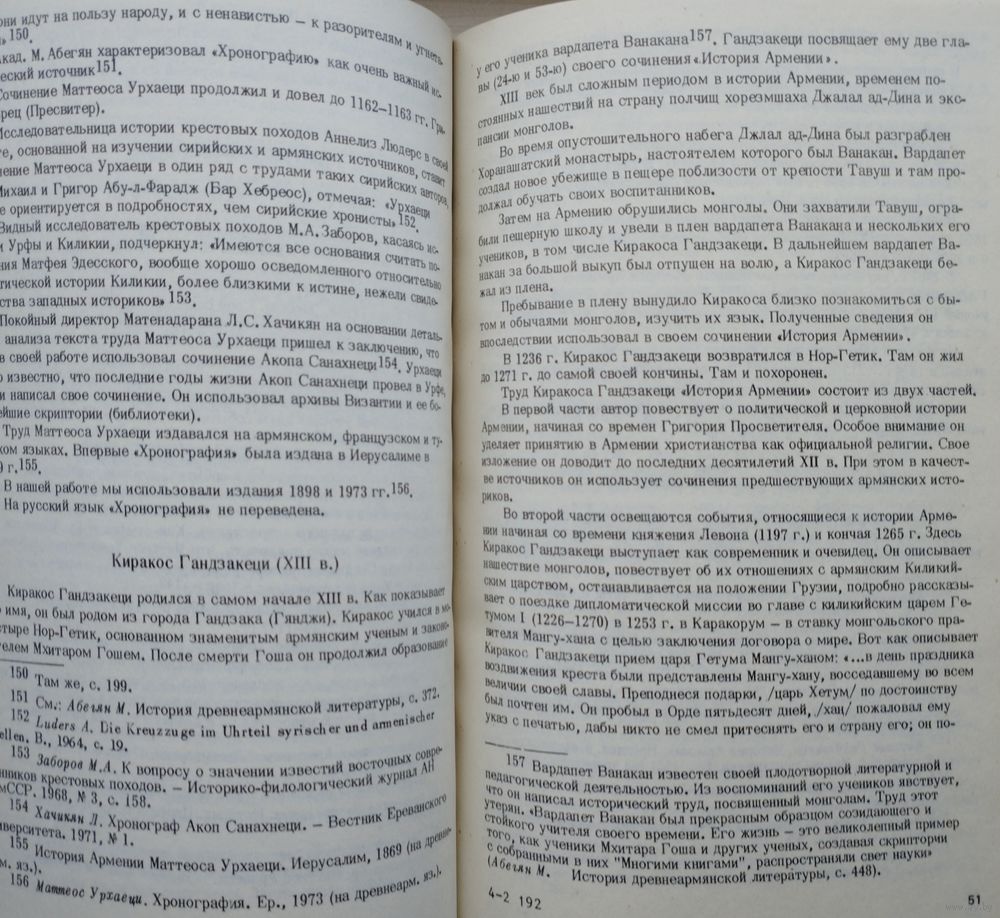 они идут на пользу народу, и с ненавистью – к разорителям и угнета-
150.
Акад. М. Абегян характеризовал «Хронографию» как очень важный ис-
ческий источник151.
Сочинение Маттеоса Урхаеци продолжил и довел до 1162–1163 гг. Гри-
рец (Пресвитер).
Исследовательница истории крестовых походов Аннелиз Людерс в своей
те, основанной на изучении сирийских и армянских источников, ставит
нение Маттеоса Урхаеци в один ряд с трудами таких сирийских авторов,
Михаил и Григор Абу-л-Фарадж (Бар Хебреос), отмечая: «Урхаеци
е ориентируется в подробностях, чем сирийские хронисты»152.
Видный исследователь крестовых походов М.А. Заборов, касаясь ис-
и Урфы и Киликии, подчеркнул: «Имеются все основания считать по-
ния Матфея Эдесского, вообще хорошо осведомленного относительно
тической истории Киликии, более близкими к истине, нежели свиде-
ства западных историков» 153.
Покойный директор Матенадарана Л.С. Хачикян на основании деталь-
анализа текста труда Маттеоса Урхаеци пришел к заключению, что
в своей работе использовал сочинение Акопа Санахнеци154. Урхаеци
о известно, что последние годы жизни Акоп Санахнеци провел в Урфе,
и написал свое сочинение. Он использовал архивы Византии и ее бо-
ейшие скриптории (библиотеки).
Труд Маттеоса Урхаеци издавался на армянском, французском и ту-
ком языках. Впервые «Хронография» была издана в Иерусалиме в
9 г.155.
В нашей работе мы использовали издания 1898 и 1973 гг.156.
На русский язык «Хронография» не переведена.
Киракос Гандзакеци (XIII в.)
Киракос Гандзакеци родился в самом начале XIII в. Как показывает
имя, он был родом из города Гандзака (Гянджи). Киракос учился в мо-
стыре Нор-Гетик, основанном знаменитым армянским ученым и законо-
телем Мхитаром Гошем. После смерти Гоша он продолжил образование
150 Там же, с. 199.
151 См.: Абегян М. История древнеармянской литературы, с. 372.
152 Luders A. Die Kreuzzuge im Uhrteil syrischer und armenischer
ellen. B., 1964, с. 19.
153 Заборов М.А. К вопросу о значении известий восточных совре-
нников крестовых походов. – Историко-филологический журнал АН
мССР. 1968, № 3, с. 158.
154 Хачикян Л. Хронограф Акоп Санахнеци. – Вестник Ереванского
иверситета. 1971, № 1.
155 История Армении Маттеоса Урхаеци. Иерусалим, 1869 (на древне-
м. яз.).
156 Маттеос Урхаеци. Хронография. Ер., 1973 (на древнеарм. яз.).
у его ученика вардапета Ванакана157. Гандзакеци посвящает ему две гла-
вы (24-ю и 53-ю) своего сочинения «История Армении».
XIII век был сложным периодом в истории Армении, временем по-
стоянных нашествий на страну полчищ хорезмшаха Джалал ад-Дина и экс-
пансии монголов.
Во время опустошительного набега Джлал ад-Дина был разграблен
Хоранашатский монастырь, настоятелем которого был Ванакан. Вардапет
создал новое убежище в пещере поблизости от крепости Тавуш и там про-
должал обучать своих воспитанников.
Затем на Армению обрушились монголы. Они захватили Тавуш, огра-
били пещерную школу и увели в плен вардапета Ванакана и нескольких его
учеников, в том числе Киракоса Гандзакеци. В дальнейшем вардапет Ва-
накан за большой выкуп был отпущен на волю, а Киракос Гандзакеци бе-
жал из плена.
Пребывание в плену вынудило Киракоса близко познакомиться с бы-
том и обычаями монголов, изучить их язык. Полученные сведения он
впоследствии использовал в своем сочинении «История Армении».
В 1236 г. Киракос Гандзакеци возвратился в Нор-Гетик. Там он жил
до 1271 г. до самой своей кончины. Там и похоронен.
Труд Киракоса Гандзакеци «История Армении» состоит из двух частей.
В первой части автор повествует о политической и церковной истории
Армении, начиная со времен Григория Просветителя. Особое внимание он
уделяет принятию в Армении христианства как официальной религии. Свое
изложение он доводит до последних десятилетий XII в. При этом в качест-
ве источников он использует сочинения предшествующих армянских исто-
риков.
Во второй части освещаются события, относящиеся к истории Арме-
нии начиная со времени княжения Левона (1197 г.) и кончая 1265 г. Здесь
Киракос Гандзакеци выступает как современник и очевидец. Он описывает
нашествие монголов, повествует об их отношениях с армянским Киликий-
ским царством, останавливается на положении Грузии, подробно рассказы-
вает о поездке дипломатической миссии во главе с киликийским царем Ге-
тумом I (1226–1270) в 1253 г. в Каракорум – в ставку монгольского пра-
вителя Мангу-хана с целью заключения договора о мире. Вот как описывает
Киракос Гандзакеци прием царя Гетума Мангу-ханом: «...в день праздника
воздвижения креста были представлены Мангу-хану, восседавшему во всем
величии своей славы. Преподнеся подарки, /царь Хетум/ по достоинству
был почтен им. Он пробыл в Орде пятьдесят дней, /хан/ пожаловал ему
указ с печатью, дабы никто не смел притеснять его и страну его; он по-
157 Вардапет Ванакан известен своей плодотворной литературной и
педагогической деятельностью. Из воспоминаний его учеников явствует,
что он написал исторический труд, посвященный монголам. Труд этот
утерян. «Вардапет Ванакан был прекрасным образцом созидающего и
стойкого учителя своего времени. Его жизнь – это великолепный пример
того, как ученики Мхитара Гоша и других ученых, создавая скриптории
с собранными в них "Многими книгами", распространяли свет науки»
(Абегян М. История древнеармянской литературы, с. 448).
4-2 192
51